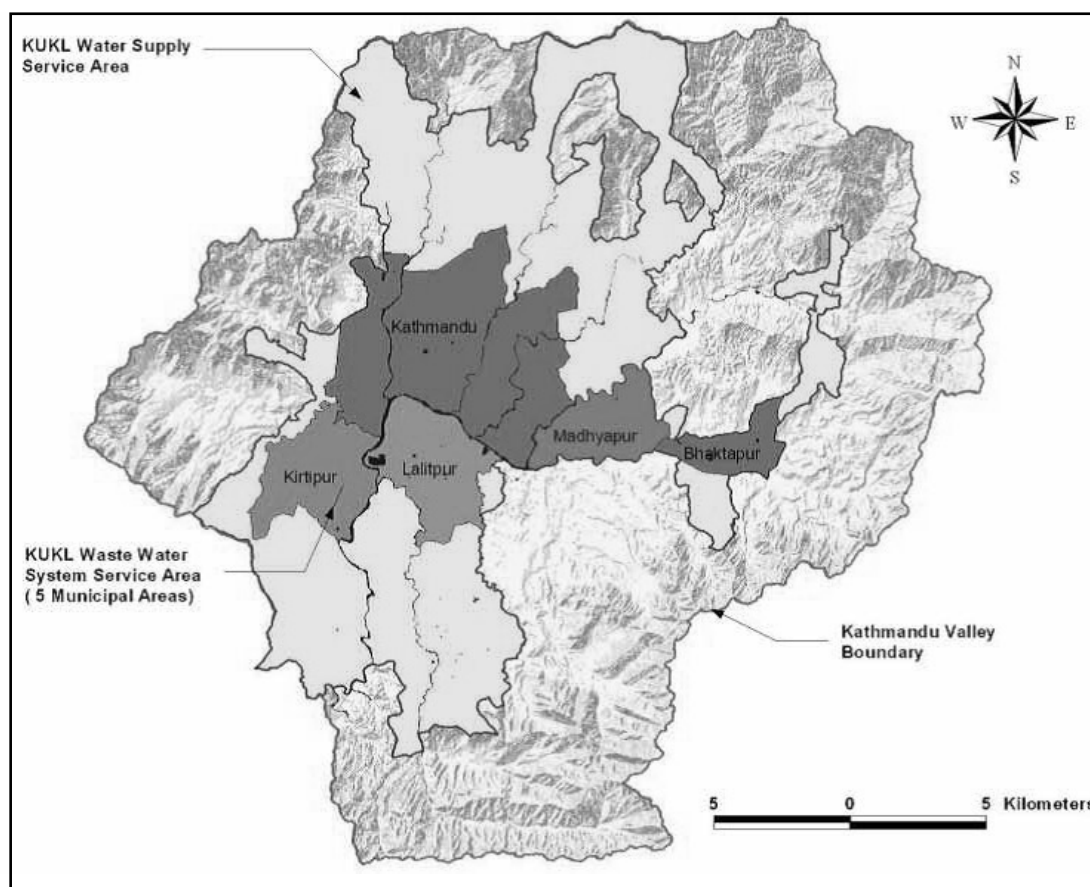 KUKL Water Supply
Service Area
N
W E
S
Kathmandu
Madhyapur
Bhaktapur
Kirtipur
Lalitpur
KUKL Waste Water
System Service Area
( 5 Municipal Areas)
Kathmandu Valley
Boundary
5 0 5 Kilometers